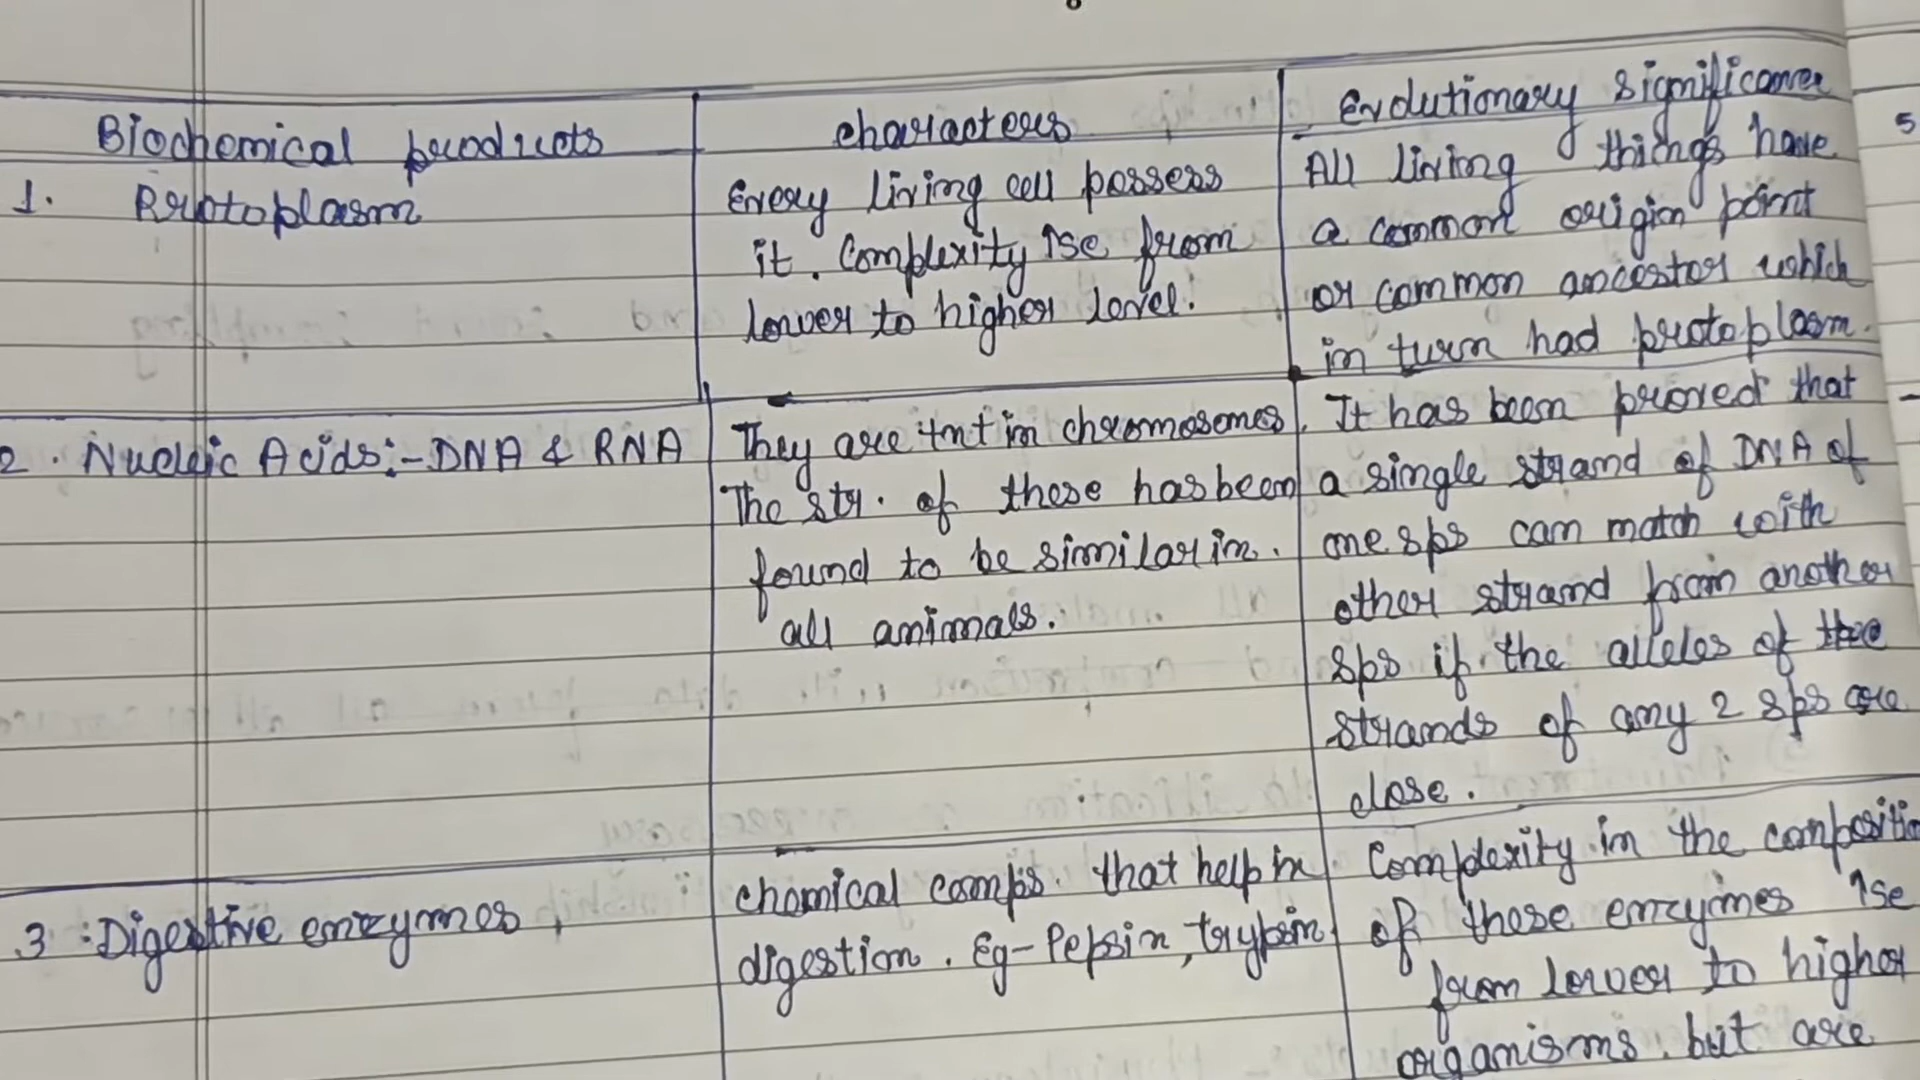 Biochemical products
characters
Evolutionary significance
1. Protoplasm
Every living cell possess
it. Complexity ↑se from
lower to higher level.
All living things have
a common origin point
or common ancestor which
in turn had protoplasm.
2. Nucleic Acids:- DNA & RNA
They are in chromosomes.
The str. of these has been
found to be similar in.
all animals.
It has been proved that
a single strand of DNA of
one sps can match with
other strand from another
sps if the alleles of the
strands of any 2 sps are
close.
3. Digestive enzymes
chemical comps. that help in
digestion. Eg- Pepsin, trypsin
Complexity in the compositio
of these enzymes ↑se
from lower to higher
organisms. but are
5